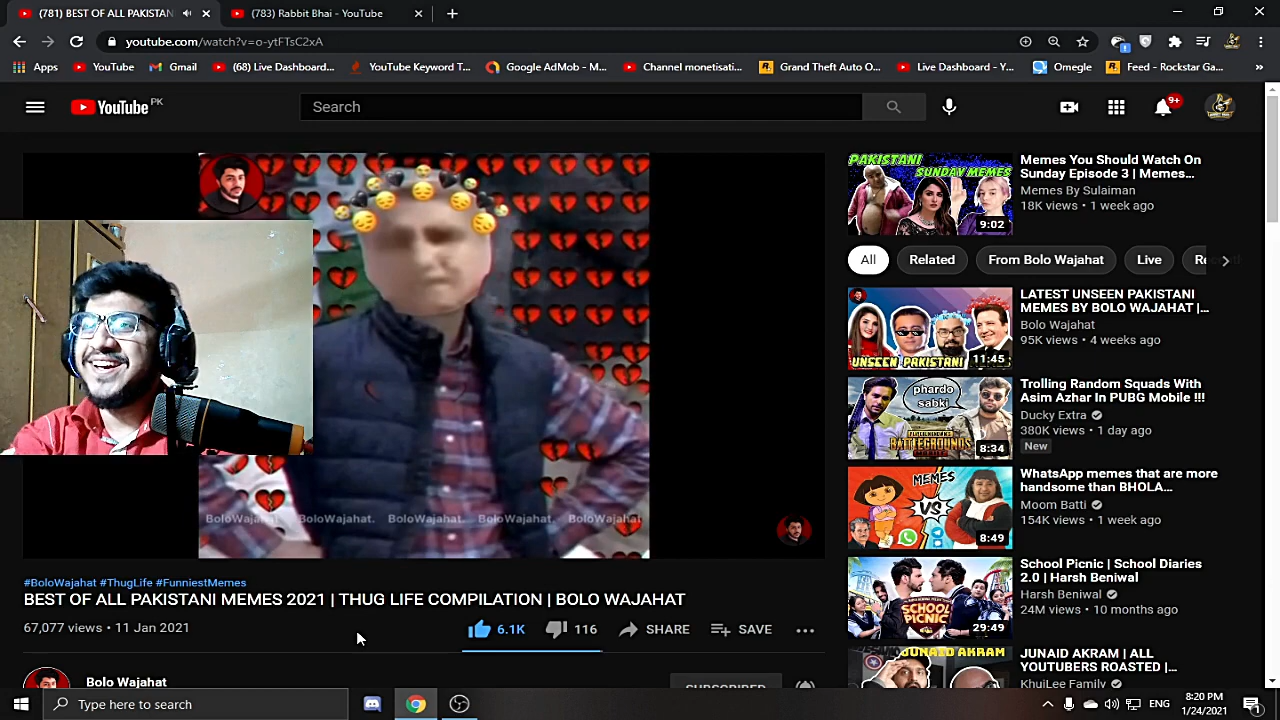 (781) BEST OF ALL PAKISTAN
(783) Rabbit Bhai - YouTube
youtube.com/watch?v=o-ytFTsC2xA
Apps
YouTube
Gmail
(68) Live Dashboard...
YouTube Keyword T...
Google AdMob - M...
Channel monetisati...
Grand Theft Auto O...
Live Dashboard - Y...
Omegle
Feed - Rockstar Ga...
»
YouTube PK
Search
9+
PAKISTANI
SUNDAY MEMES
9:02
Memes You Should Watch On
Sunday Episode 3 | Memes...
Memes By Sulaiman
18K views • 1 week ago
All
Related
From Bolo Wajahat
Live
UNSEEN PAKISTANI
11:45
LATEST UNSEEN PAKISTANI
MEMES BY BOLO WAJAHAT |...
Bolo Wajahat
95K views • 4 weeks ago
phardo
sabki
BATTLEGROUNDS
8:34
Trolling Random Squads With
Asim Azhar In PUBG Mobile !!!
Ducky Extra
380K views • 1 day ago
New
MEMES
VS
8:49
WhatsApp memes that are more
handsome than BHOLA...
Moom Batti
154K views • 1 week ago
SCHOOL
PICNIC
29:49
School Picnic | School Diaries
2.0 | Harsh Beniwal
Harsh Beniwal
24M views • 10 months ago
JUNAID AKRAM
JUNAID AKRAM | ALL
YOUTUBERS ROASTED |...
KhujLee Family
BoloWajahat. BoloWajahat. BoloWajahat. BoloWajahat. BoloWajahat
#BoloWajahat #ThugLife #FunniestMemes
BEST OF ALL PAKISTANI MEMES 2021 | THUG LIFE COMPILATION | BOLO WAJAHAT
67,077 views • 11 Jan 2021
6.1K
116
SHARE
SAVE
Bolo Wajahat
SUBSCRIBED
Type here to search
ENG
8:20 PM
1/24/2021
1